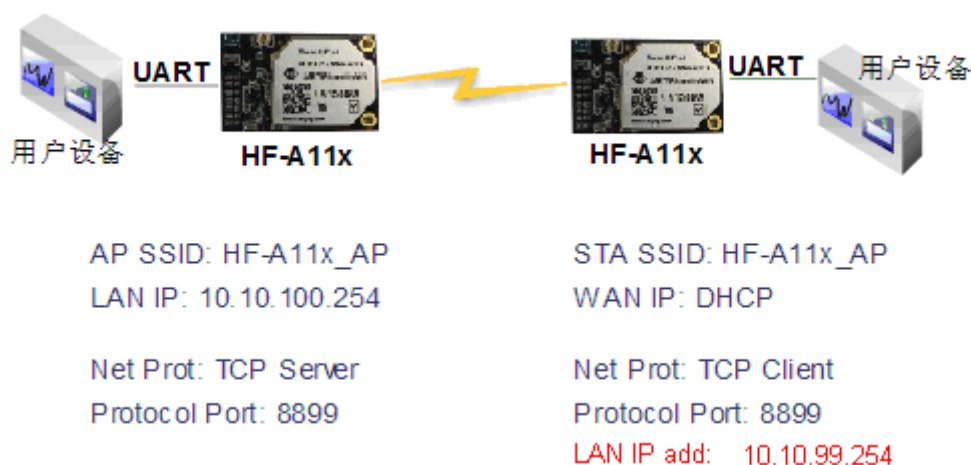 UART
UART
用户设备
用户设备
HF-A11x
HF-A11x
AP SSID: HF-A11x_AP
LAN IP: 10.10.100.254
Net Prot: TCP Server
Protocol Port: 8899
STA SSID: HF-A11x_AP
WAN IP: DHCP
Net Prot: TCP Client
Protocol Port: 8899
LAN IP add: 10.10.99.254